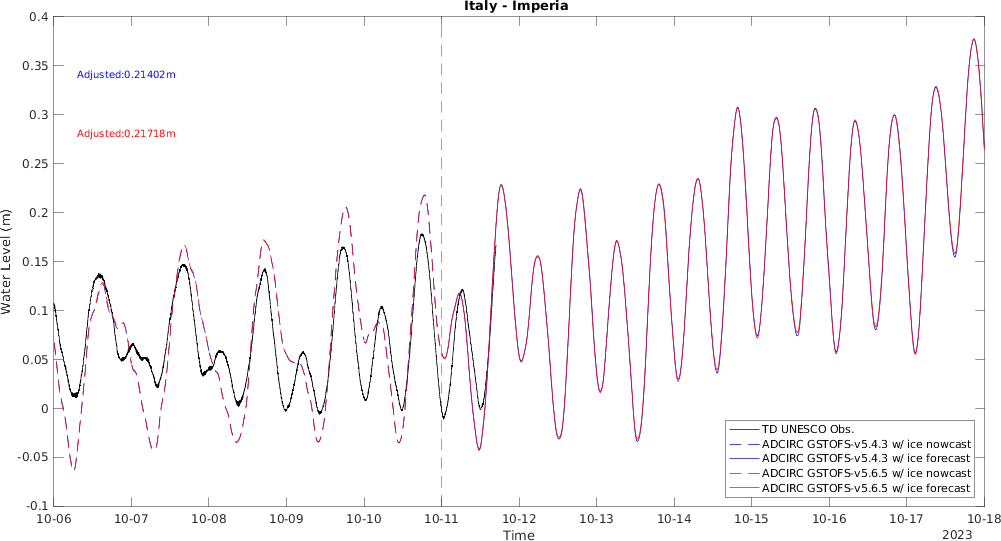 Italy - Imperia
0.4
0.35
0.3
0.25
0.2
0.15
0.1
0.05
0
-0.05
-0.1
Water Level (m)
Adjusted:0.21402m
Adjusted:0.21718m
TD UNESCO Obs.
ADCIRC GSTOFS-v5.4.3 w/ ice nowcast
ADCIRC GSTOFS-v5.4.3 w/ ice forecast
ADCIRC GSTOFS-v5.6.5 w/ ice nowcast
ADCIRC GSTOFS-v5.6.5 w/ ice forecast
10-06 10-07 10-08 10-09 10-10 10-11 10-12 10-13 10-14 10-15 10-16 10-17 10-18
Time
2023